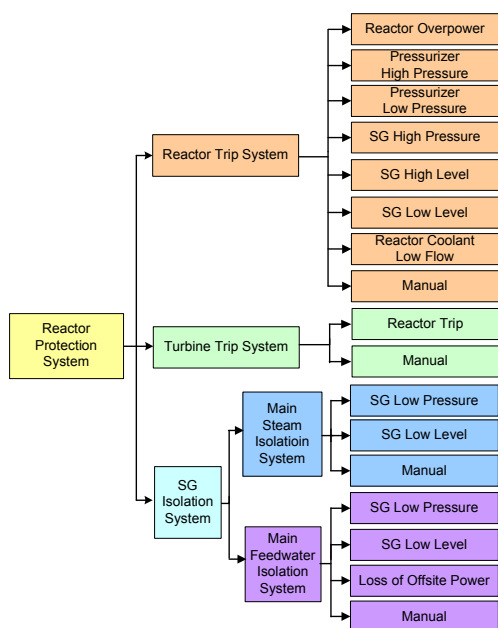 Reactor Overpower
Pressurizer
High Pressure
Pressurizer
Low Pressure
SG High Pressure
Reactor Trip System
SG High Level
SG Low Level
Reactor Coolant
Low Flow
Manual
Reactor
Protection
System
Turbine Trip System
Reactor Trip
Manual
SG
Isolation
System
Main
Steam
Isolatioin
System
SG Low Pressure
SG Low Level
Manual
Main
Feedwater
Isolation
System
SG Low Pressure
SG Low Level
Loss of Offsite Power
Manual